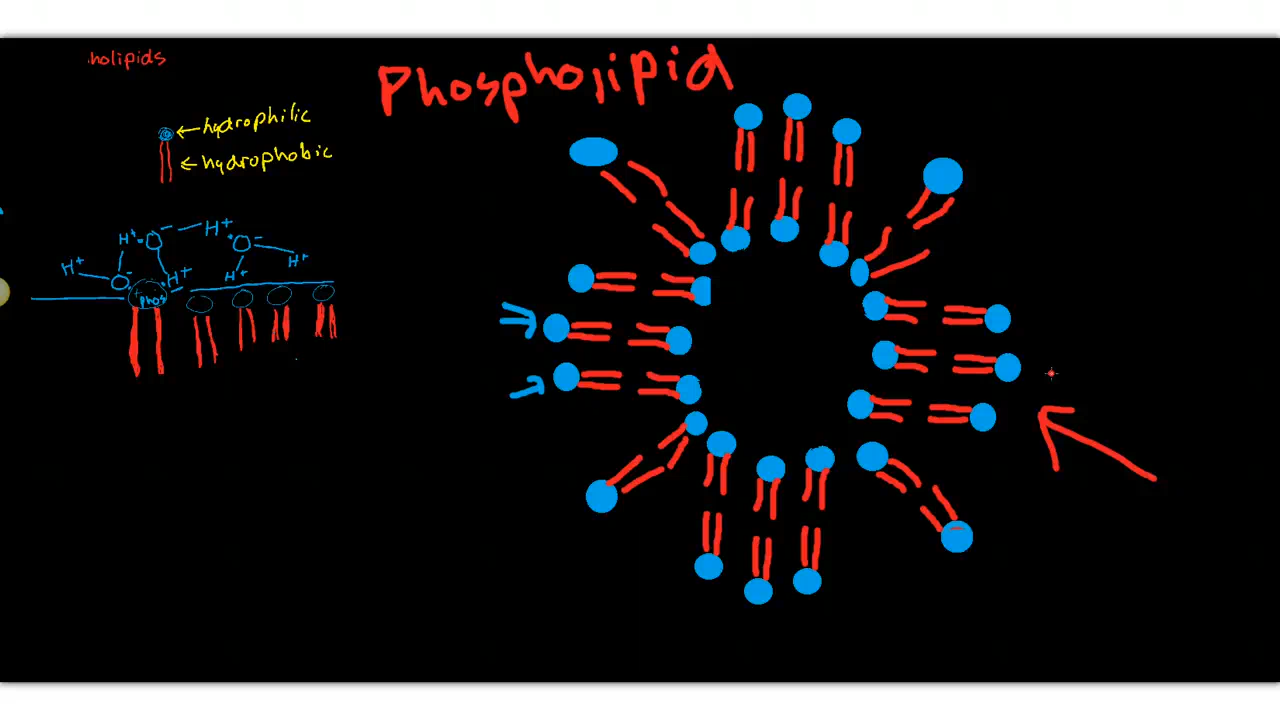 holipids
Phospholipid
hydrophilic
hydrophobic
H+ O - H+ O -
H+ O - H+ H+ H+
phos